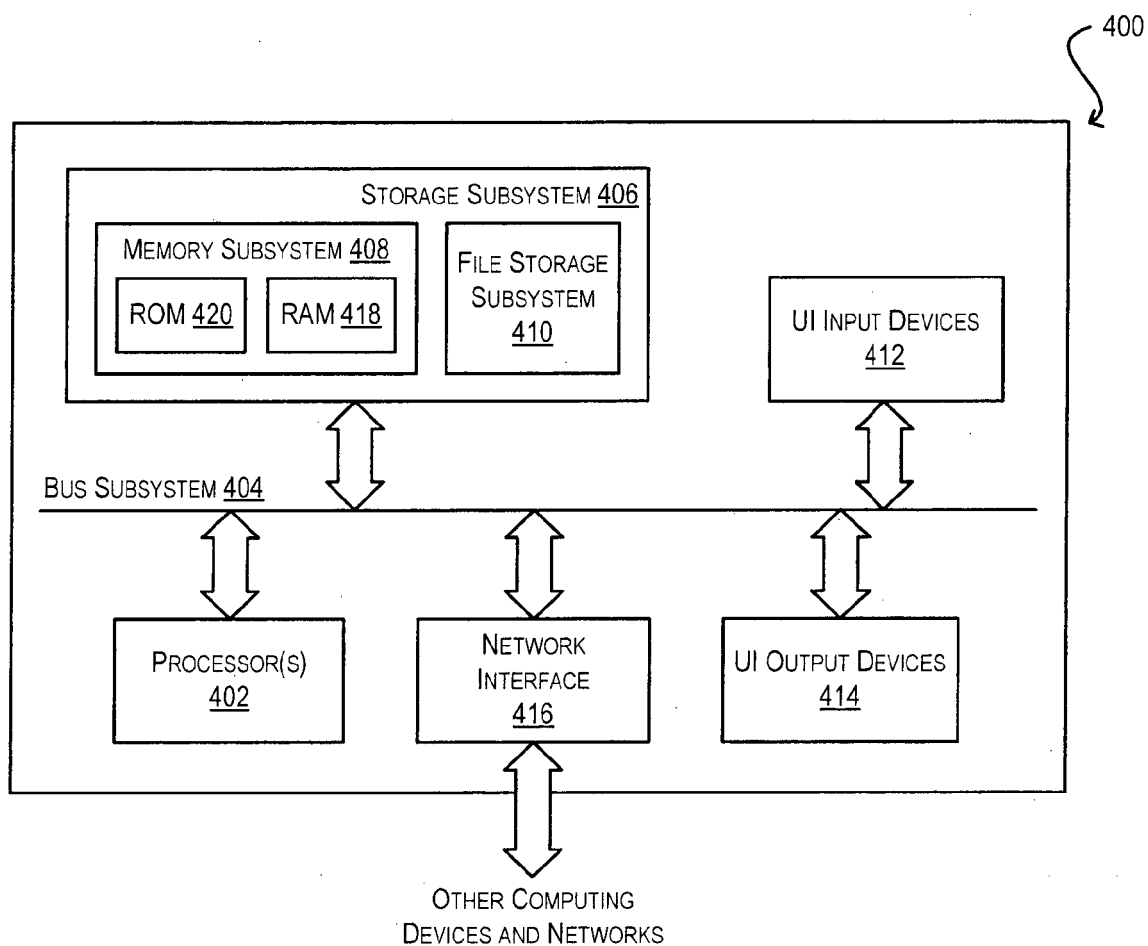 400
STORAGE SUBSYSTEM 406
MEMORY SUBSYSTEM 408
ROM 420
RAM 418
FILE STORAGE
SUBSYSTEM
410
UI INPUT DEVICES
412
BUS SUBSYSTEM 404
PROCESSOR(S)
402
NETWORK
INTERFACE
416
UI OUTPUT DEVICES
414
OTHER COMPUTING
DEVICES AND NETWORKS